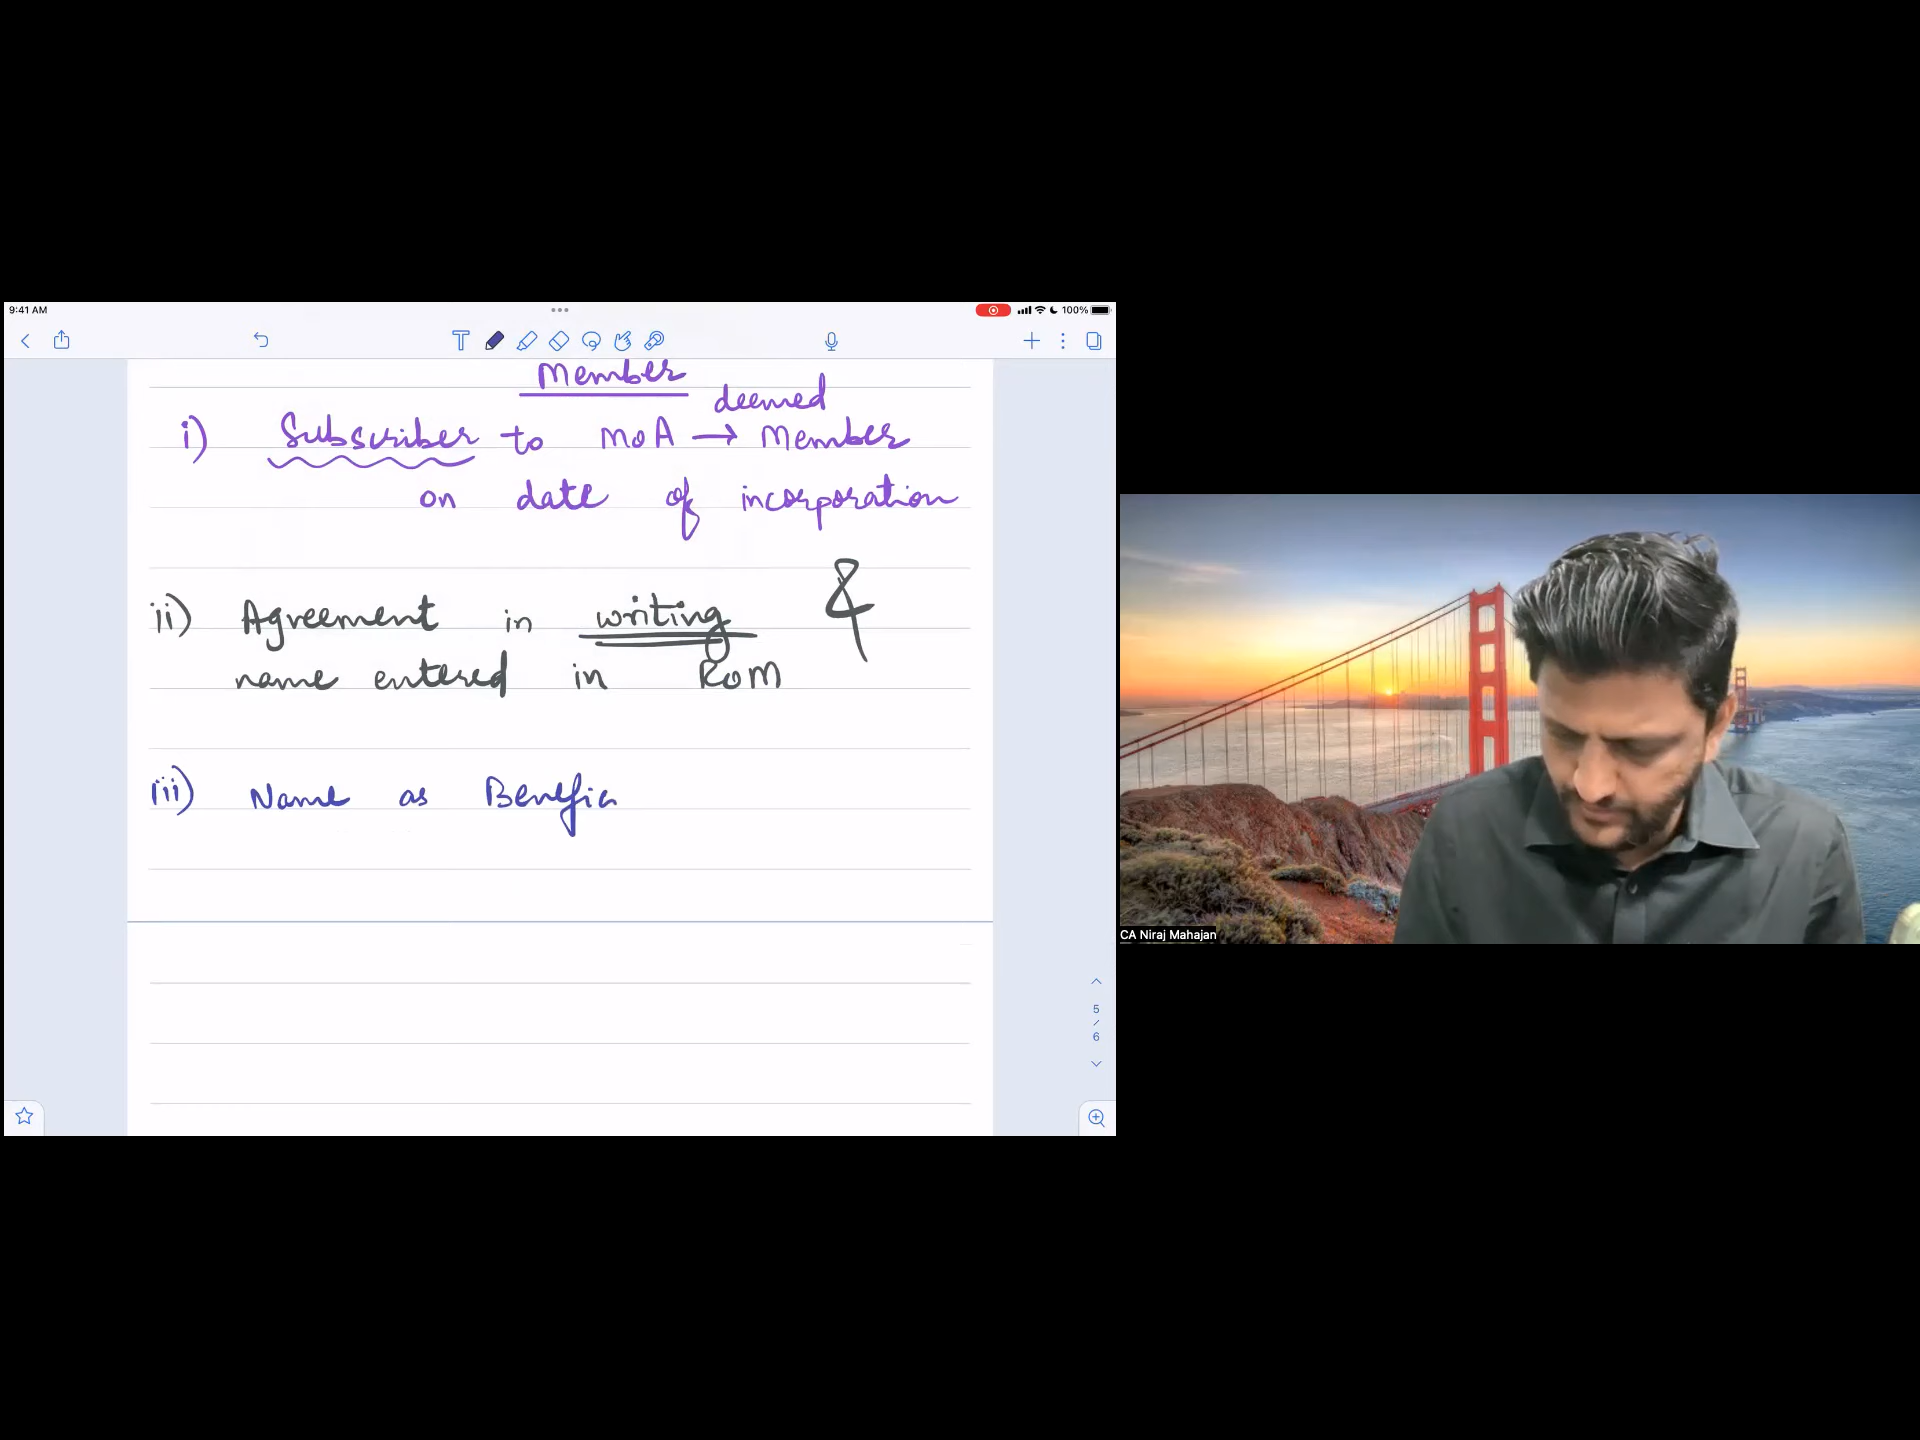 9:41 AM
100%
Member
deemed
i) Subscriber to MoA → Member
on date of incorporation
ii) Agreement in writing &
name entered in RoM
iii) Name as Benefici
5
/
6
CA Niraj Mahajan